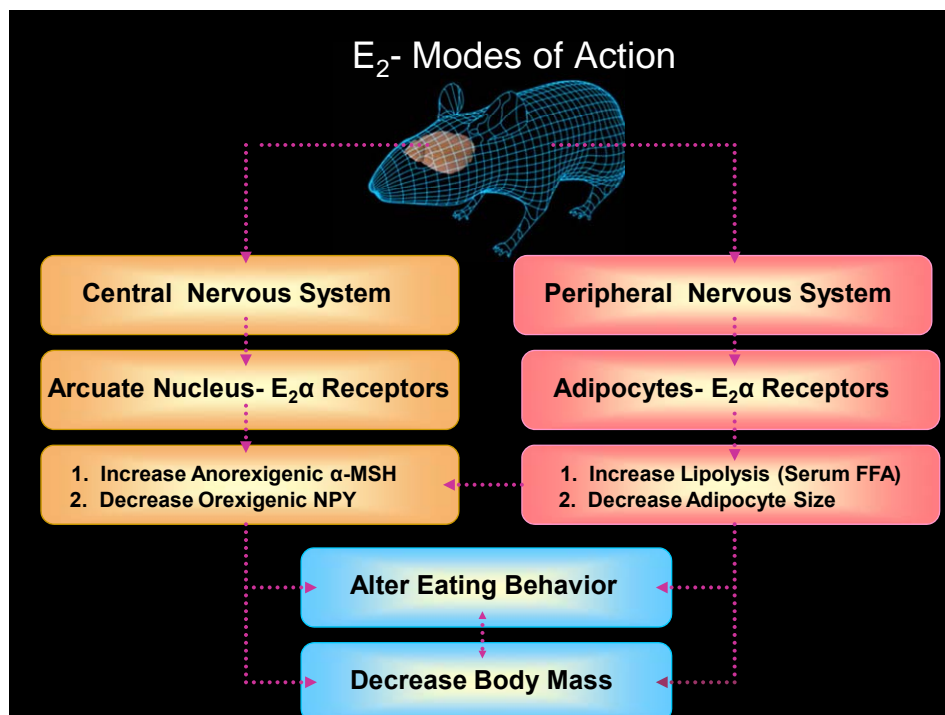 E₂- Modes of Action
Central Nervous System
Peripheral Nervous System
Arcuate Nucleus- E₂α Receptors
Adipocytes- E₂α Receptors
1. Increase Anorexigenic α-MSH
2. Decrease Orexigenic NPY
1. Increase Lipolysis (Serum FFA)
2. Decrease Adipocyte Size
Alter Eating Behavior
Decrease Body Mass